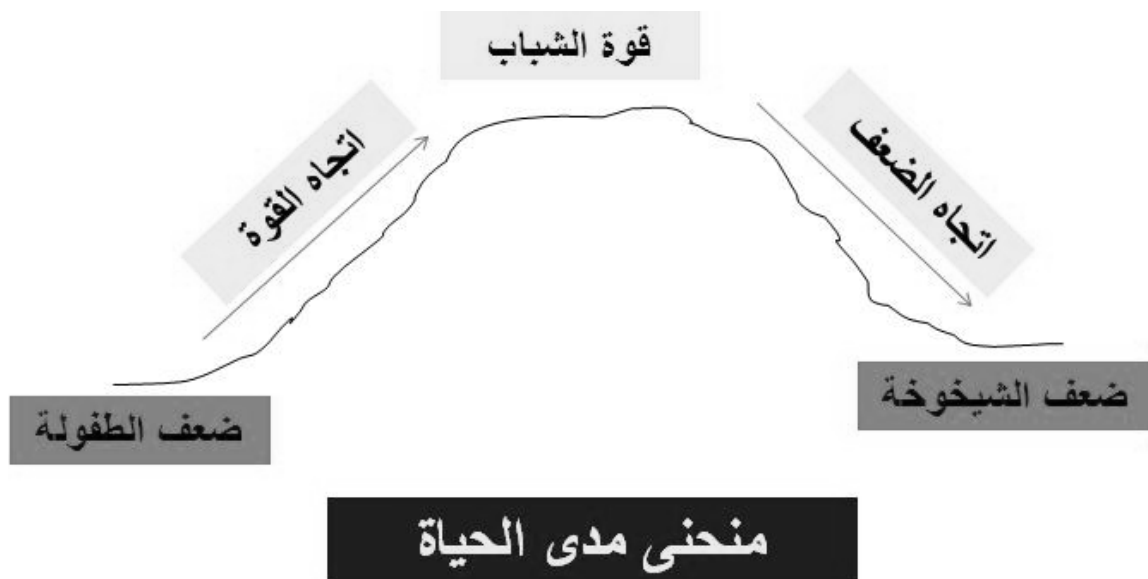 قوة الشباب
اتجاه القوة
اتجاه الضعف
ضعف الشيخوخة
ضعف الطفولة
منحنى مدى الحياة